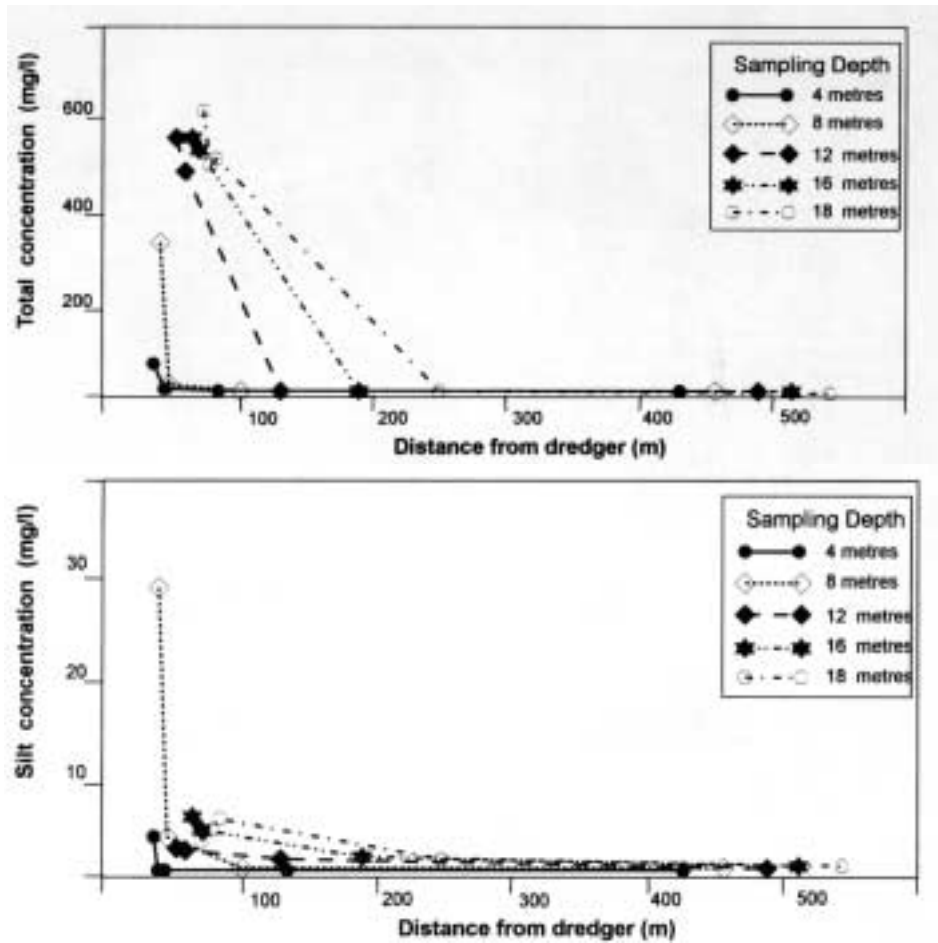 Total concentration (mg/l)
600
400
200
Sampling Depth
4 metres
8 metres
12 metres
16 metres
18 metres
100
200
300
400
500
Distance from dredger (m)
Silt concentration (mg/l)
30
20
10
Sampling Depth
4 metres
8 metres
12 metres
16 metres
18 metres
100
200
300
400
500
Distance from dredger (m)